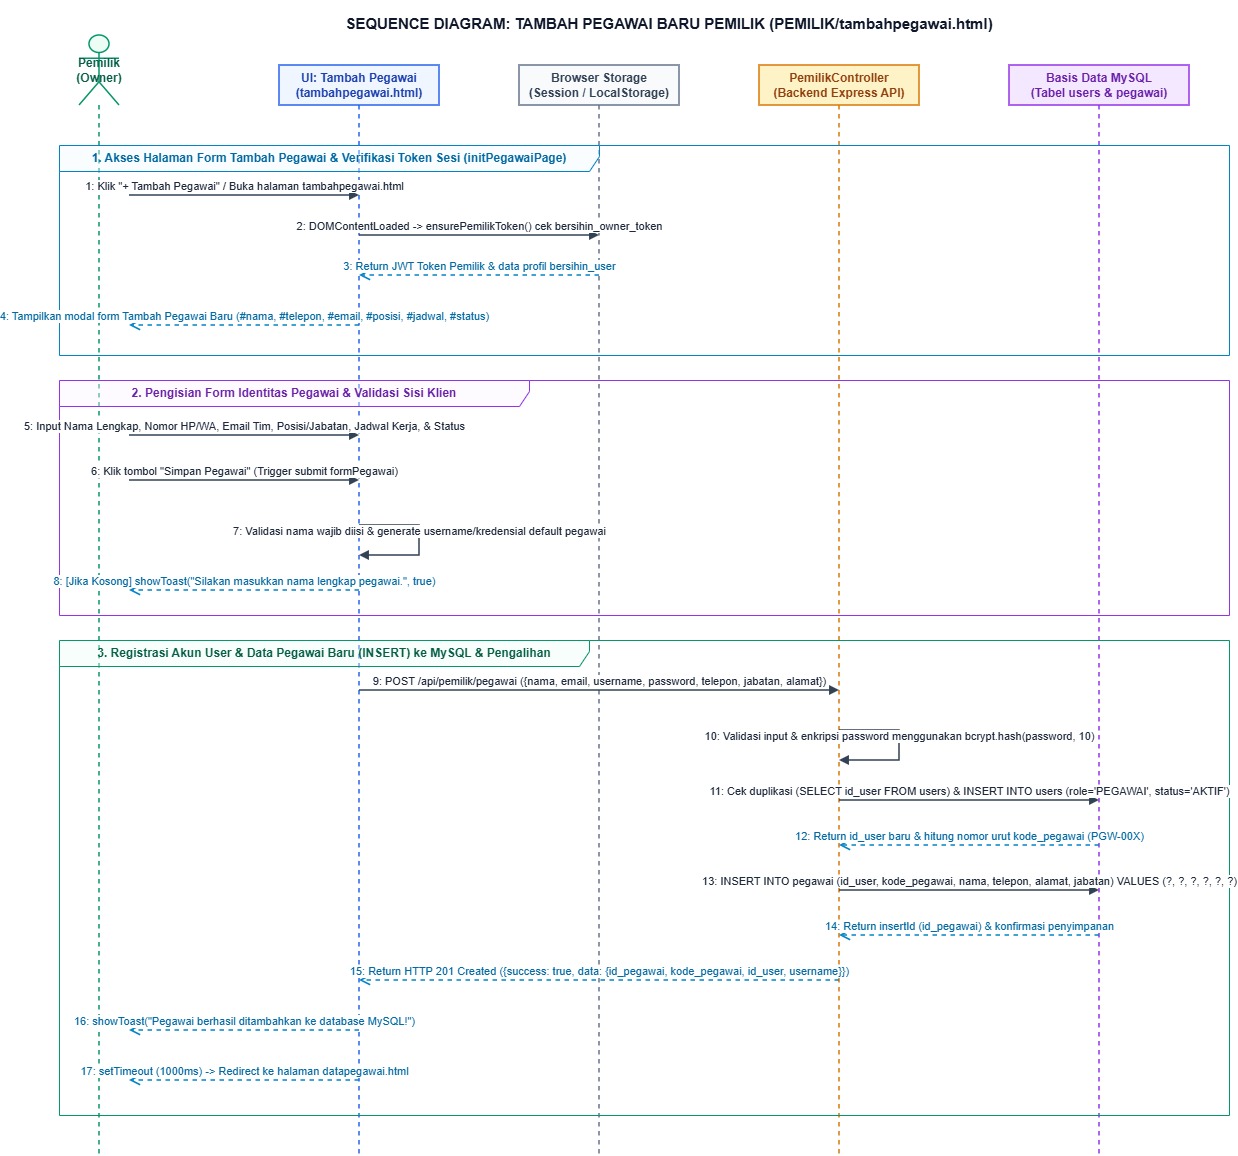 SEQUENCE DIAGRAM: TAMBAH PEGAWAI BARU PEMILIK (PEMILIK/tambahpegawai.html)
Pemilik
(Owner)
UI: Tambah Pegawai
(tambahpegawai.html)
Browser Storage
(Session / LocalStorage)
PemilikController
(Backend Express API)
Basis Data MySQL
(Tabel users & pegawai)
1. Akses Halaman Form Tambah Pegawai & Verifikasi Token Sesi (initPegawaiPage)
1: Klik "+ Tambah Pegawai" / Buka halaman tambahpegawai.html
2: DOMContentLoaded -> ensurePemilikToken() cek bersihin_owner_token
3: Return JWT Token Pemilik & data profil bersihin_user
4: Tampilkan modal form Tambah Pegawai Baru (#nama, #telepon, #email, #posisi, #jadwal, #status)
2. Pengisian Form Identitas Pegawai & Validasi Sisi Klien
5: Input Nama Lengkap, Nomor HP/WA, Email Tim, Posisi/Jabatan, Jadwal Kerja, & Status
6: Klik tombol "Simpan Pegawai" (Trigger submit formPegawai)
7: Validasi nama wajib diisi & generate username/kredensial default pegawai
8: [Jika Kosong] showToast("Silakan masukkan nama lengkap pegawai.", true)
3. Registrasi Akun User & Data Pegawai Baru (INSERT) ke MySQL & Pengalihan
9: POST /api/pemilik/pegawai ({nama, email, username, password, telepon, jabatan, alamat})
10: Validasi input & enkripsi password menggunakan bcrypt.hash(password, 10)
11: Cek duplikasi (SELECT id_user FROM users) & INSERT INTO users (role='PEGAWAI', status='AKTIF')
12: Return id_user baru & hitung nomor urut kode_pegawai (PGW-00X)
13: INSERT INTO pegawai (id_user, kode_pegawai, nama, telepon, alamat, jabatan) VALUES (?, ?, ?, ?, ?, ?)
14: Return insertId (id_pegawai) & konfirmasi penyimpanan
15: Return HTTP 201 Created ({success: true, data: {id_pegawai, kode_pegawai, id_user, username}})
16: showToast("Pegawai berhasil ditambahkan ke database MySQL!")
17: setTimeout (1000ms) -> Redirect ke halaman datapegawai.html